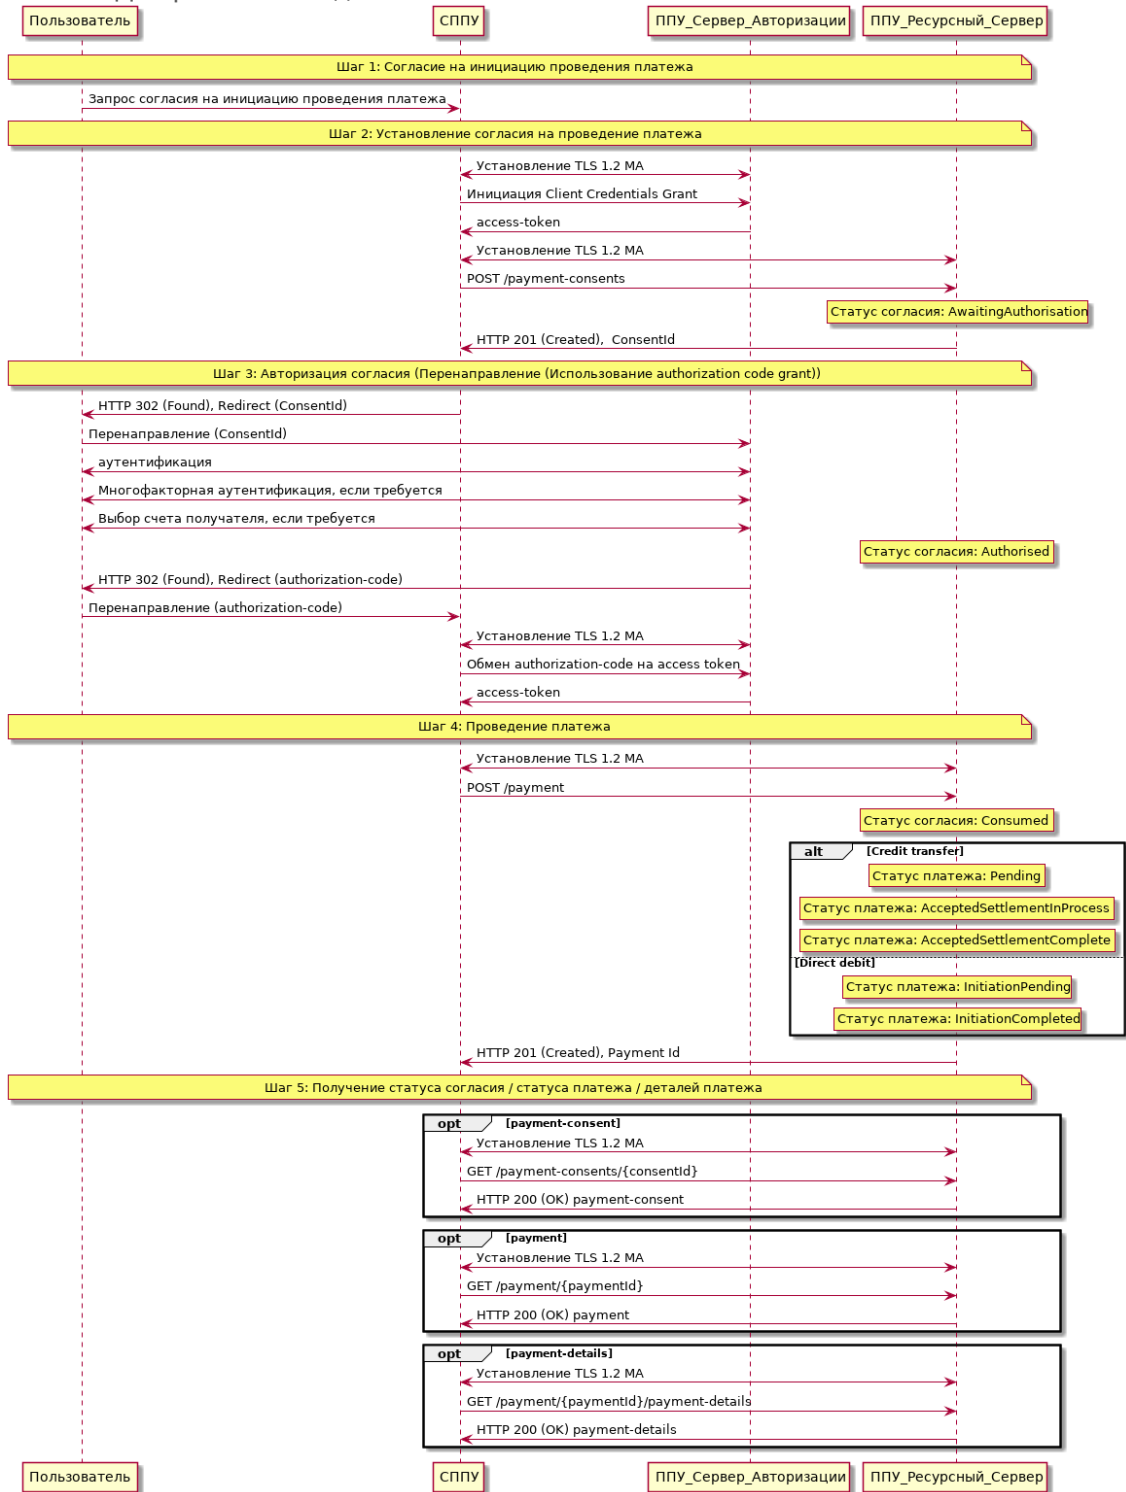 Пользователь СППУ ППУ_Сервер_Авторизации ППУ_Ресурсный_Сервер
Шаг 1: Согласие на инициацию проведения платежа
Запрос согласия на инициацию проведения платежа
Шаг 2: Установление согласия на проведение платежа
Установление TLS 1.2 MA
Инициация Client Credentials Grant
access-token
Установление TLS 1.2 MA
POST /payment-consents
Статус согласия: AwaitingAuthorisation
HTTP 201 (Created), ConsentId
Шаг 3: Авторизация согласия (Перенаправление (Использование authorization code grant))
HTTP 302 (Found), Redirect (ConsentId)
Перенаправление (ConsentId)
аутентификация
Многофакторная аутентификация, если требуется
Выбор счета получателя, если требуется
Статус согласия: Authorised
HTTP 302 (Found), Redirect (authorization-code)
Перенаправление (authorization-code)
Установление TLS 1.2 MA
Обмен authorization-code на access token
access-token
Шаг 4: Проведение платежа
Установление TLS 1.2 MA
POST /payment
Статус согласия: Consumed
alt [Credit transfer]
Статус платежа: Pending
Статус платежа: AcceptedSettlementInProcess
Статус платежа: AcceptedSettlementComplete
[Direct debit]
Статус платежа: InitiationPending
Статус платежа: InitiationCompleted
HTTP 201 (Created), Payment Id
Шаг 5: Получение статуса согласия / статуса платежа / деталей платежа
opt [payment-consent]
Установление TLS 1.2 MA
GET /payment-consents/{consentId}
HTTP 200 (OK) payment-consent
opt [payment]
Установление TLS 1.2 MA
GET /payment/{paymentId}
HTTP 200 (OK) payment
opt [payment-details]
Установление TLS 1.2 MA
GET /payment/{paymentId}/payment-details
HTTP 200 (OK) payment-details
Пользователь СППУ ППУ_Сервер_Авторизации ППУ_Ресурсный_Сервер